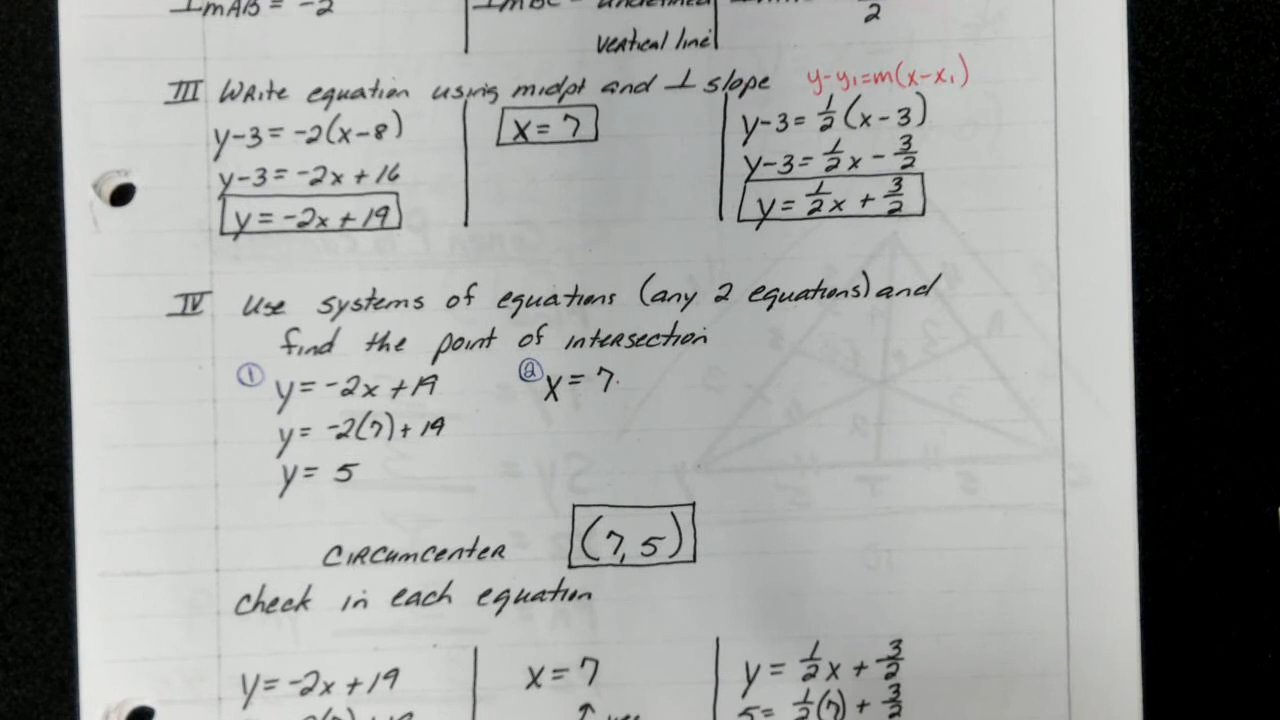 ⊥mAB = -2
undefined
2
vertical line
III Write equation using midpt and ⊥ slope y-y₁=m(x-x₁)
y-3=-2(x-8)
y-3=-2x+16
y=-2x+19
x=7
y-3=1/2(x-3)
y-3=1/2x-3/2
y=1/2x+3/2
IV Use systems of equations (any 2 equations) and
find the point of intersection
① y=-2x+19
y=-2(7)+19
y=5
② x=7
Circumcenter (7,5)
Check in each equation
y=-2x+19
x=7
↑ yes
y=1/2x+3/2
5=1/2(7)+3/2